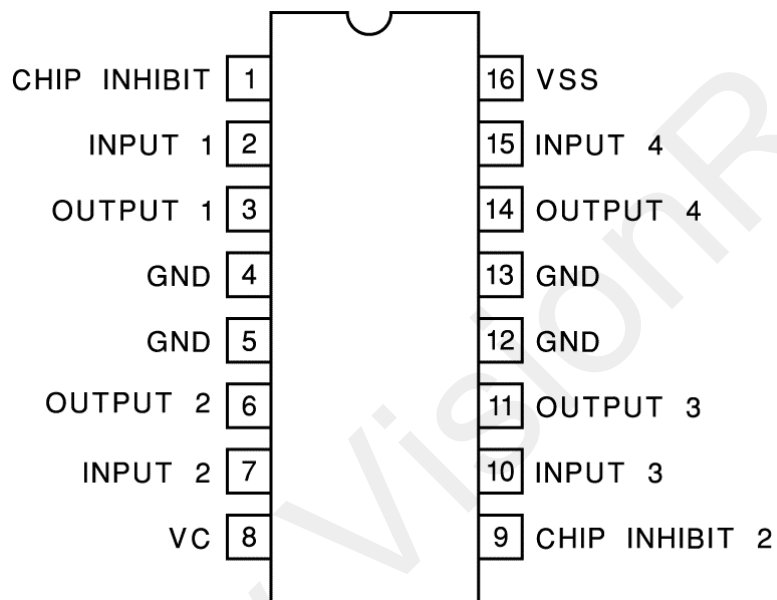 CHIP INHIBIT 1
INPUT 1 2
OUTPUT 1 3
GND 4
GND 5
OUTPUT 2 6
INPUT 2 7
VC 8
16 VSS
15 INPUT 4
14 OUTPUT 4
13 GND
12 GND
11 OUTPUT 3
10 INPUT 3
9 CHIP INHIBIT 2
VisionR